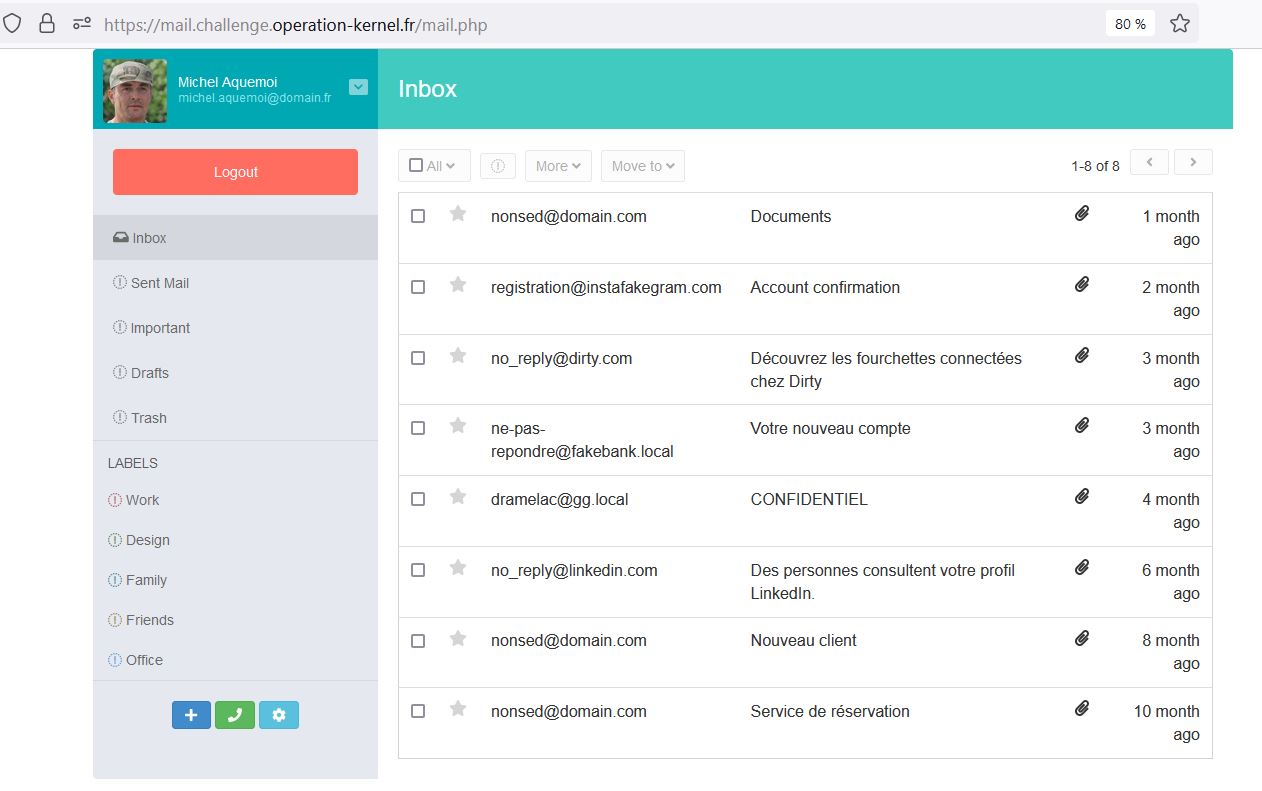 https://mail.challenge.operation-kernel.fr/mail.php
80 %
Michel Aquemoi
michel.aquemoi@domain.fr
Inbox
Logout
Inbox
Sent Mail
Important
Drafts
Trash
LABELS
Work
Design
Family
Friends
Office
All
More
Move to
1-8 of 8
nonsed@domain.com Documents 1 month
ago
registration@instafakegram.com Account confirmation 2 month
ago
no_reply@dirty.com Découvrez les fourchettes connectées 3 month
chez Dirty ago
ne-pas- Votre nouveau compte 3 month
repondre@fakebank.local ago
dramelac@gg.local CONFIDENTIEL 4 month
ago
no_reply@linkedin.com Des personnes consultent votre profil 6 month
LinkedIn. ago
nonsed@domain.com Nouveau client 8 month
ago
nonsed@domain.com Service de réservation 10 month
ago